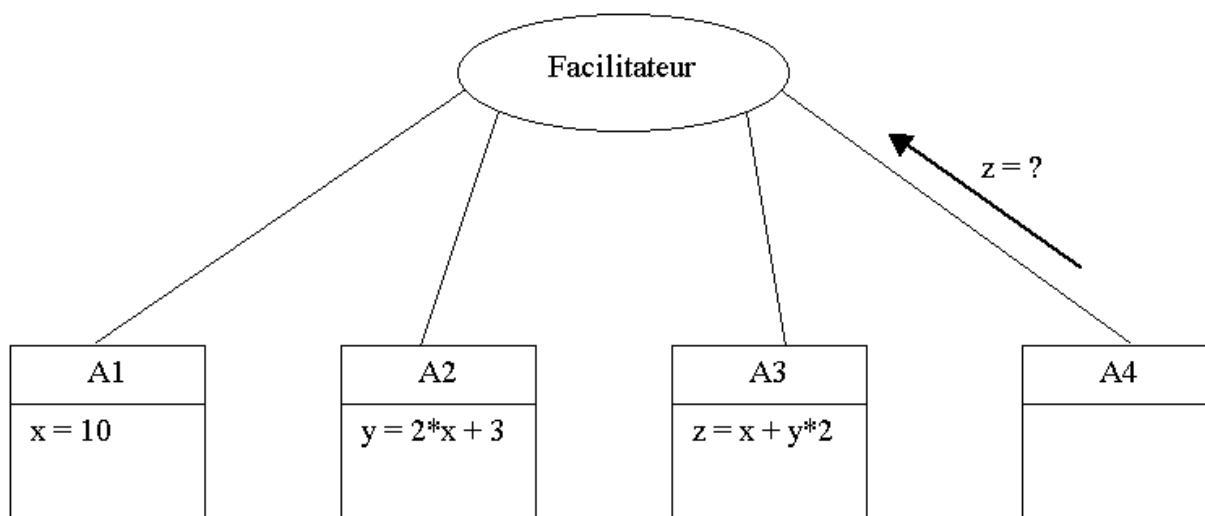 Facilitateur
z = ?
A1
A2
A3
A4
x = 10
y = 2*x + 3
z = x + y*2